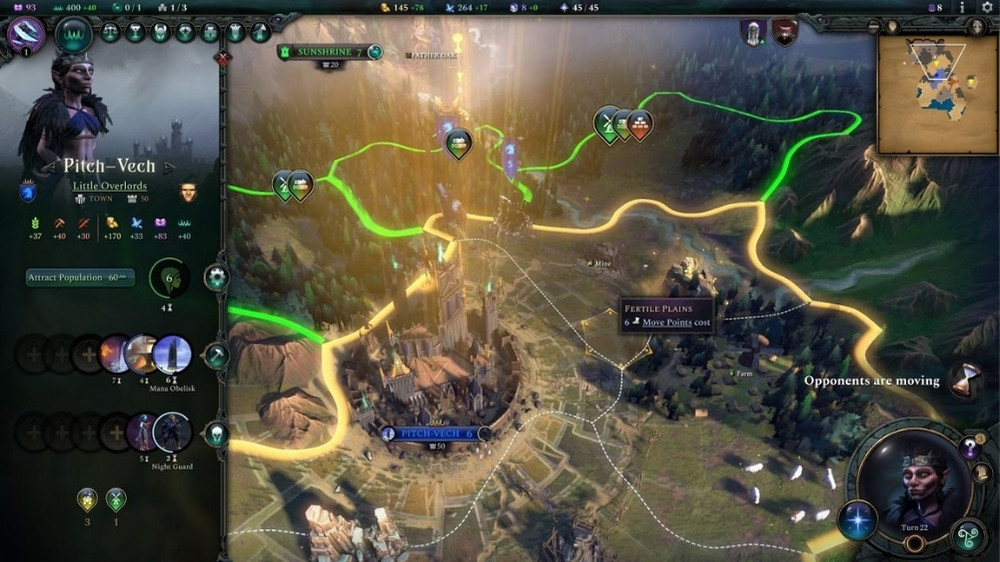 93 400 +40 0/1 1/3 145 +78 264 +17 8 +0 45/45 8
SUNSHRINE 7
20
FATHER OAK
Pitch-Vech
Little Overlords
TOWN 50
+37 +40 +30 +170 +33 +83 +40
Attract Population 60
6
4
7 4 6
Mana Obelisk
5 2
Night Guard
3 1
5
Mine
FERTILE PLAINS
6 Move Points cost
Farm
Opponents are moving
PITCH-VECH 6
50
Turn 22